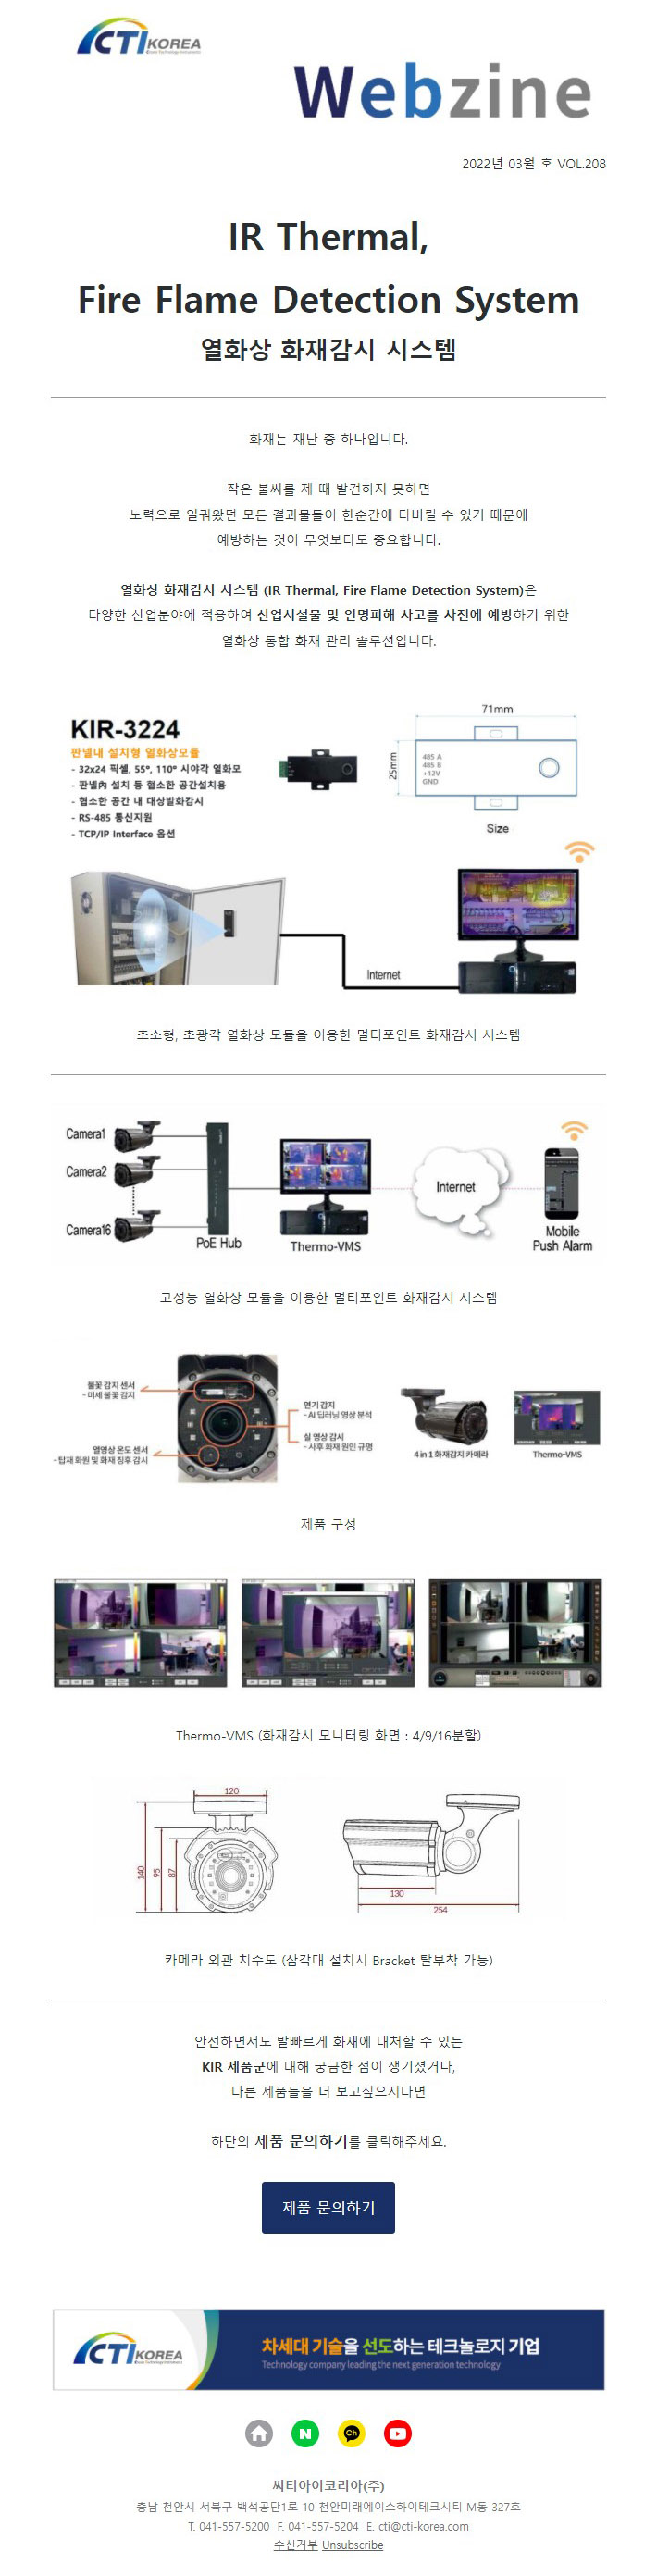 CTI KOREA
Webzine
2022년 03월 호 VOL.208
IR Thermal,
Fire Flame Detection System
열화상 화재감시 시스템
화재는 재난 중 하나입니다.
작은 불씨를 제 때 발견하지 못하면
노력으로 일궈왔던 모든 결과물들이 한순간에 타버릴 수 있기 때문에
예방하는 것이 무엇보다도 중요합니다.
열화상 화재감시 시스템 (IR Thermal, Fire Flame Detection System)은
다양한 산업분야에 적용하여 산업시설물 및 인명피해 사고를 사전에 예방하기 위한
열화상 통합 화재 관리 솔루션입니다.
KIR-3224
판넬내 설치형 열화상모듈
- 32x24 픽셀, 55°, 110° 시야각 열화모
- 판넬內 설치 등 협소한 공간설치용
- 협소한 공간 내 대상발화감시
- RS-485 통신지원
- TCP/IP Interface 옵션
71mm
25mm
485 A
485 B
+12V
GND
Size
Internet
초소형, 초광각 열화상 모듈을 이용한 멀티포인트 화재감시 시스템
Camera1
Camera2
Camera16
PoE Hub
Thermo-VMS
Internet
Mobile
Push Alarm
고성능 열화상 모듈을 이용한 멀티포인트 화재감시 시스템
불꽃 감지 센서
- 미세 불꽃 감지
열영상 온도 센서
- 탑재 화원 및 화재 징후 감시
연기 감지
- AI 딥러닝 영상 분석
실 영상 감시
- 사후 화재 원인 규명
4 in 1 화재감지 카메라
Thermo-VMS
제품 구성
Thermo-VMS (화재감시 모니터링 화면 : 4/9/16분할)
120
140
95
87
130
254
카메라 외관 치수도 (삼각대 설치시 Bracket 탈부착 가능)
안전하면서도 발빠르게 화재에 대처할 수 있는
KIR 제품군에 대해 궁금한 점이 생기셨거나,
다른 제품들을 더 보고싶으시다면
하단의 제품 문의하기를 클릭해주세요.
제품 문의하기
CTI KOREA
차세대 기술을 선도하는 테크놀로지 기업
Technology company leading the next generation technology
N
Ch
씨티아이코리아(주)
충남 천안시 서북구 백석공단1로 10 천안미래에이스하이테크시티 M동 327호
T. 041-557-5200 F. 041-557-5204 E. cti@cti-korea.com
수신거부 Unsubscribe